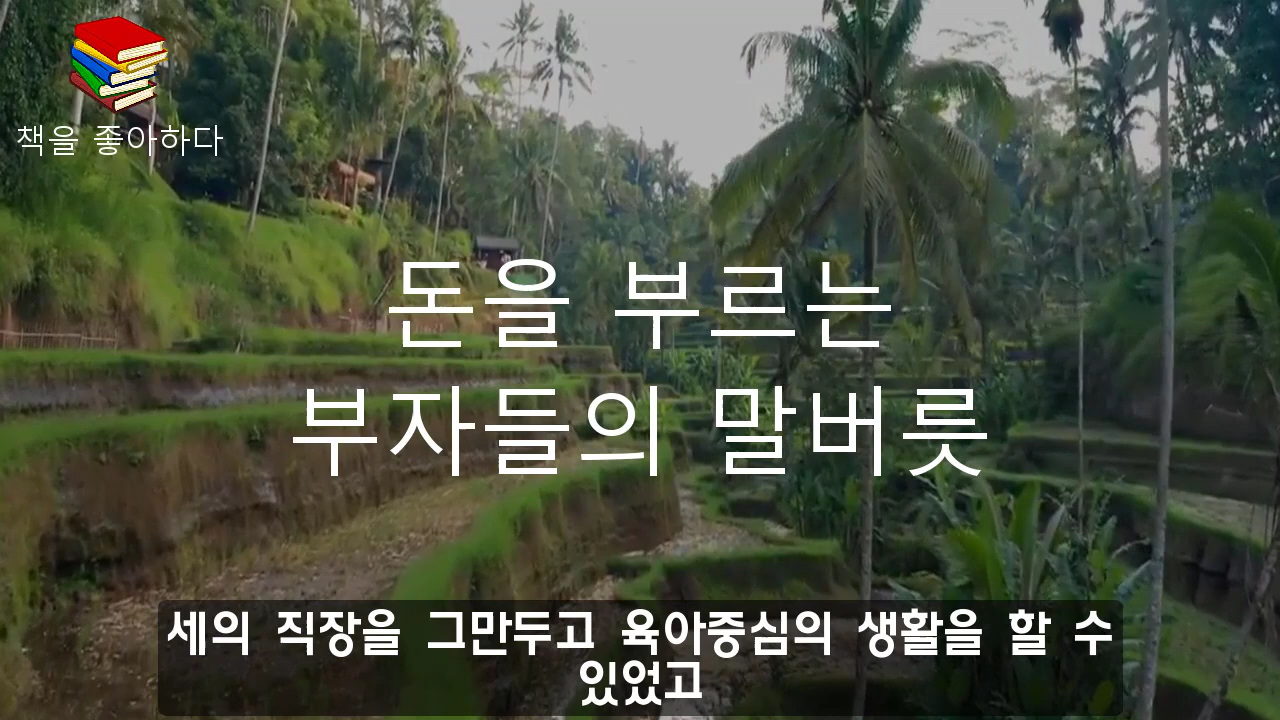 책을 좋아하다
돈을 부르는
부자들의 말버릇
세의 직장을 그만두고 육아중심의 생활을 할 수
있었고